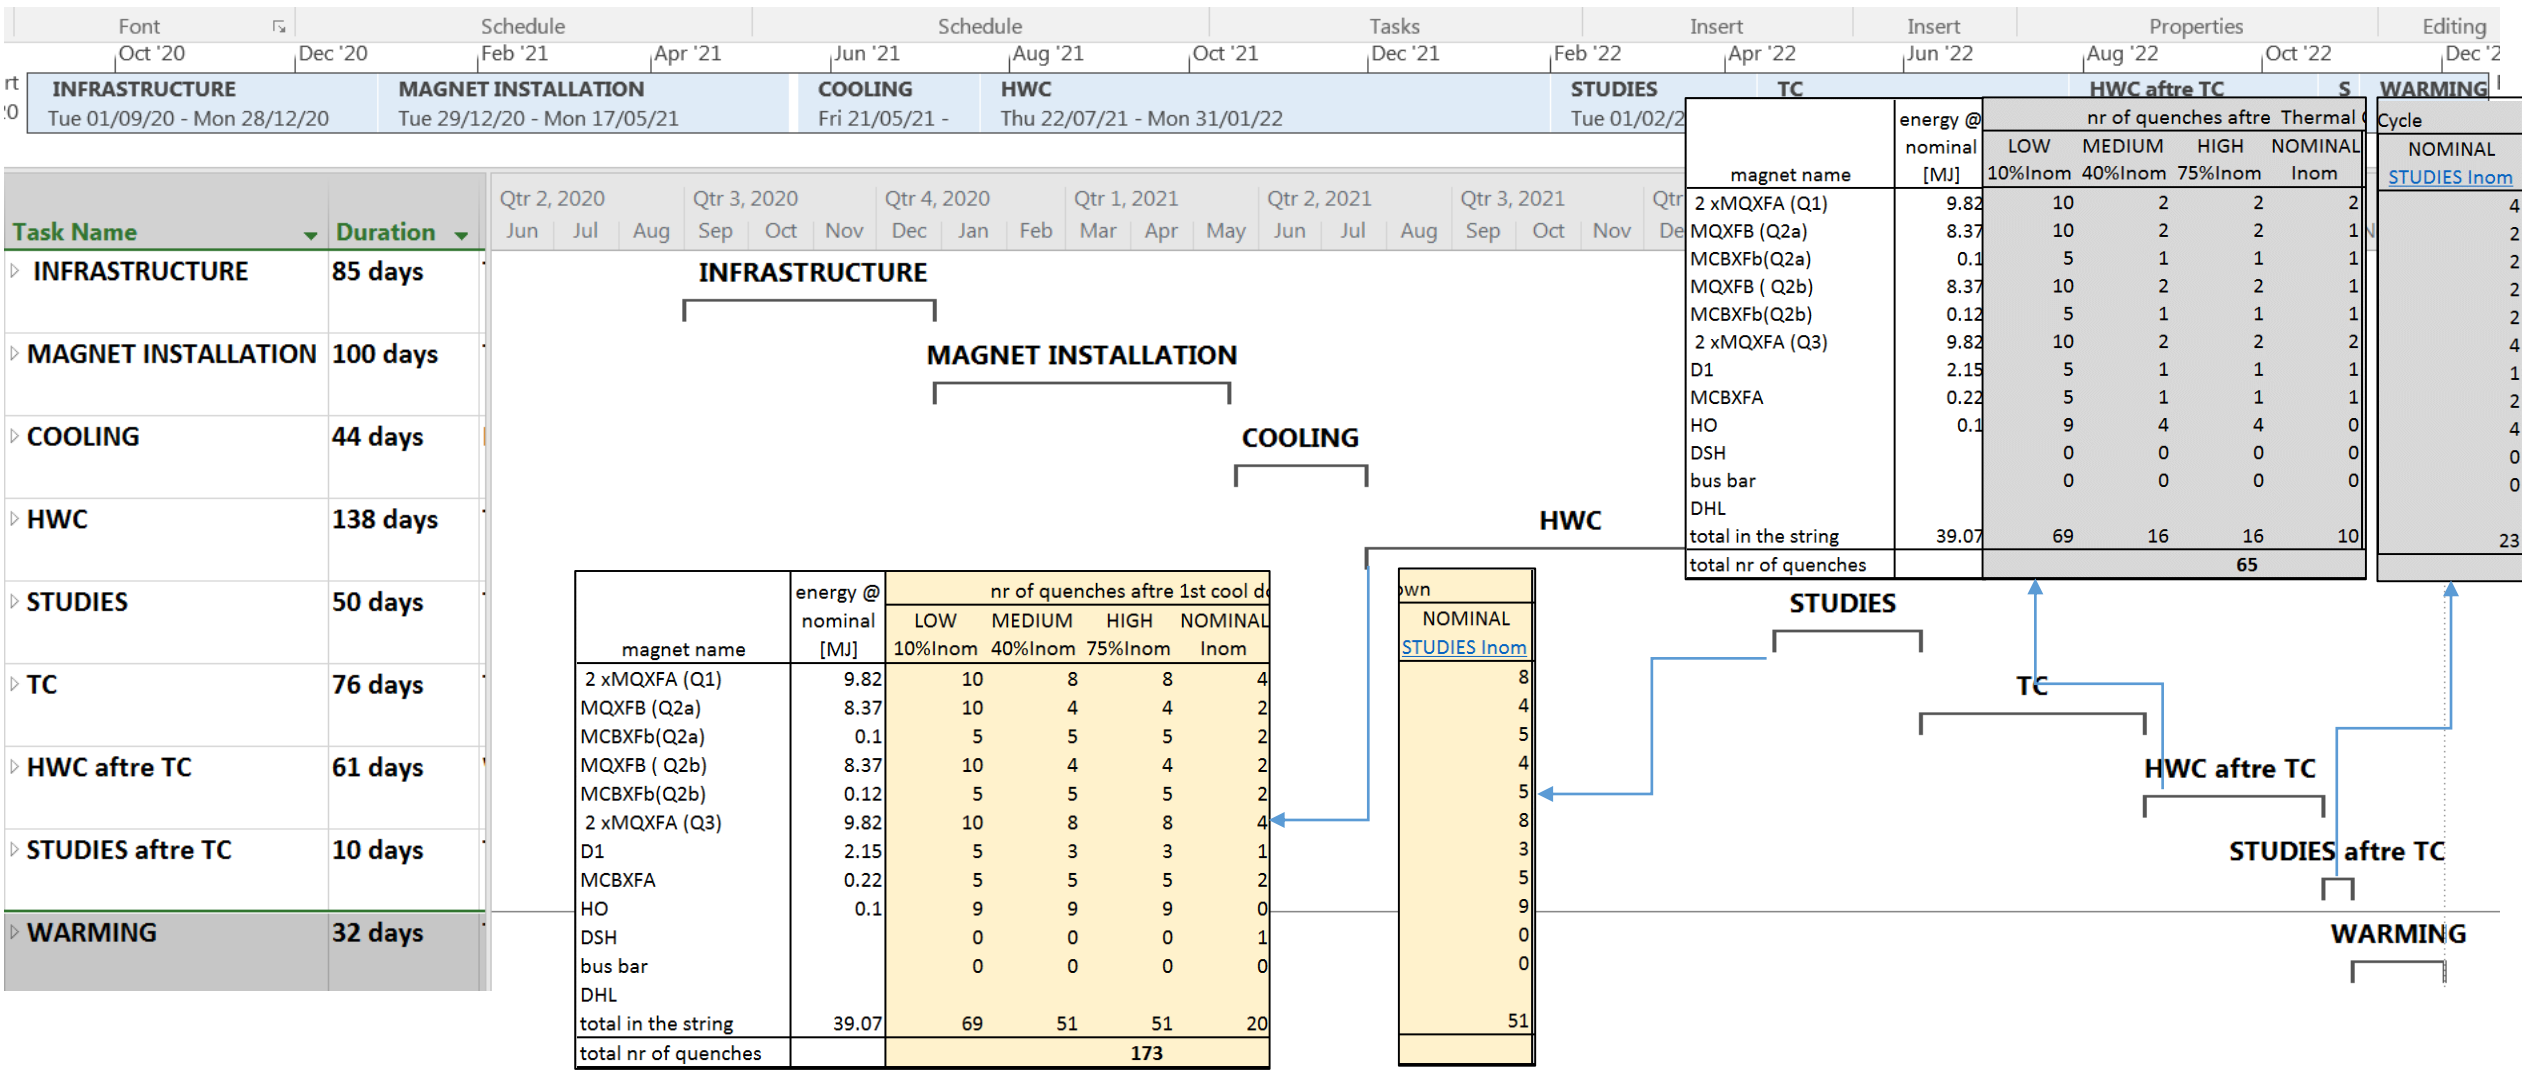 Font Schedule Schedule Tasks Insert Insert Properties Editing
Oct '20 Dec '20 Feb '21 Apr '21 Jun '21 Aug '21 Oct '21 Dec '21 Feb '22 Apr '22 Jun '22 Aug '22 Oct '22 Dec '2
rt INFRASTRUCTURE MAGNET INSTALLATION COOLING HWC STUDIES TC HWC aftre TC S WARMING
Tue 01/09/20 - Mon 28/12/20 Tue 29/12/20 - Mon 17/05/21 Fri 21/05/21 - Thu 22/07/21 - Mon 31/01/22 Tue 01/02/2
Task Name Duration
INFRASTRUCTURE 85 days
MAGNET INSTALLATION 100 days
COOLING 44 days
HWC 138 days
STUDIES 50 days
TC 76 days
HWC aftre TC 61 days
STUDIES aftre TC 10 days
WARMING 32 days
Qtr 2, 2020 Qtr 3, 2020 Qtr 4, 2020 Qtr 1, 2021 Qtr 2, 2021 Qtr 3, 2021 Qtr
Jun Jul Aug Sep Oct Nov Dec Jan Feb Mar Apr May Jun Jul Aug Sep Oct Nov De
INFRASTRUCTURE
MAGNET INSTALLATION
COOLING
HWC
STUDIES
TC
HWC aftre TC
STUDIES aftre TC
WARMING
energy @ nr of quenches aftre Thermal
nominal LOW MEDIUM HIGH NOMINAL
magnet name [MJ] 10%Inom 40%Inom 75%Inom Inom
2 xMQXFA (Q1) 9.82 10 2 2 2
MQXFB (Q2a) 8.37 10 2 2 1
MCBXFb(Q2a) 0.1 5 1 1 1
MQXFB ( Q2b) 8.37 10 2 2 1
MCBXFb(Q2b) 0.12 5 1 1 1
2 xMQXFA (Q3) 9.82 10 2 2 2
D1 2.15 5 1 1 1
MCBXFA 0.22 5 1 1 1
HO 0.1 9 4 4 0
DSH 0 0 0 0
bus bar 0 0 0 0
DHL
total in the string 39.07 69 16 16 10
total nr of quenches 65
Cycle
NOMINAL
STUDIES Inom
4
2
2
2
2
4
1
2
4
0
0
23
energy @ nr of quenches aftre 1st cool do
nominal LOW MEDIUM HIGH NOMINAL
magnet name [MJ] 10%Inom 40%Inom 75%Inom Inom
2 xMQXFA (Q1) 9.82 10 8 8 4
MQXFB (Q2a) 8.37 10 4 4 2
MCBXFb(Q2a) 0.1 5 5 5 2
MQXFB ( Q2b) 8.37 10 4 4 2
MCBXFb(Q2b) 0.12 5 5 5 2
2 xMQXFA (Q3) 9.82 10 8 8 4
D1 2.15 5 3 3 1
MCBXFA 0.22 5 5 5 2
HO 0.1 9 9 9 0
DSH 0 0 0 1
bus bar 0 0 0 0
DHL
total in the string 39.07 69 51 51 20
total nr of quenches 173
own
NOMINAL
STUDIES Inom
8
4
5
4
5
8
3
5
9
0
0
51